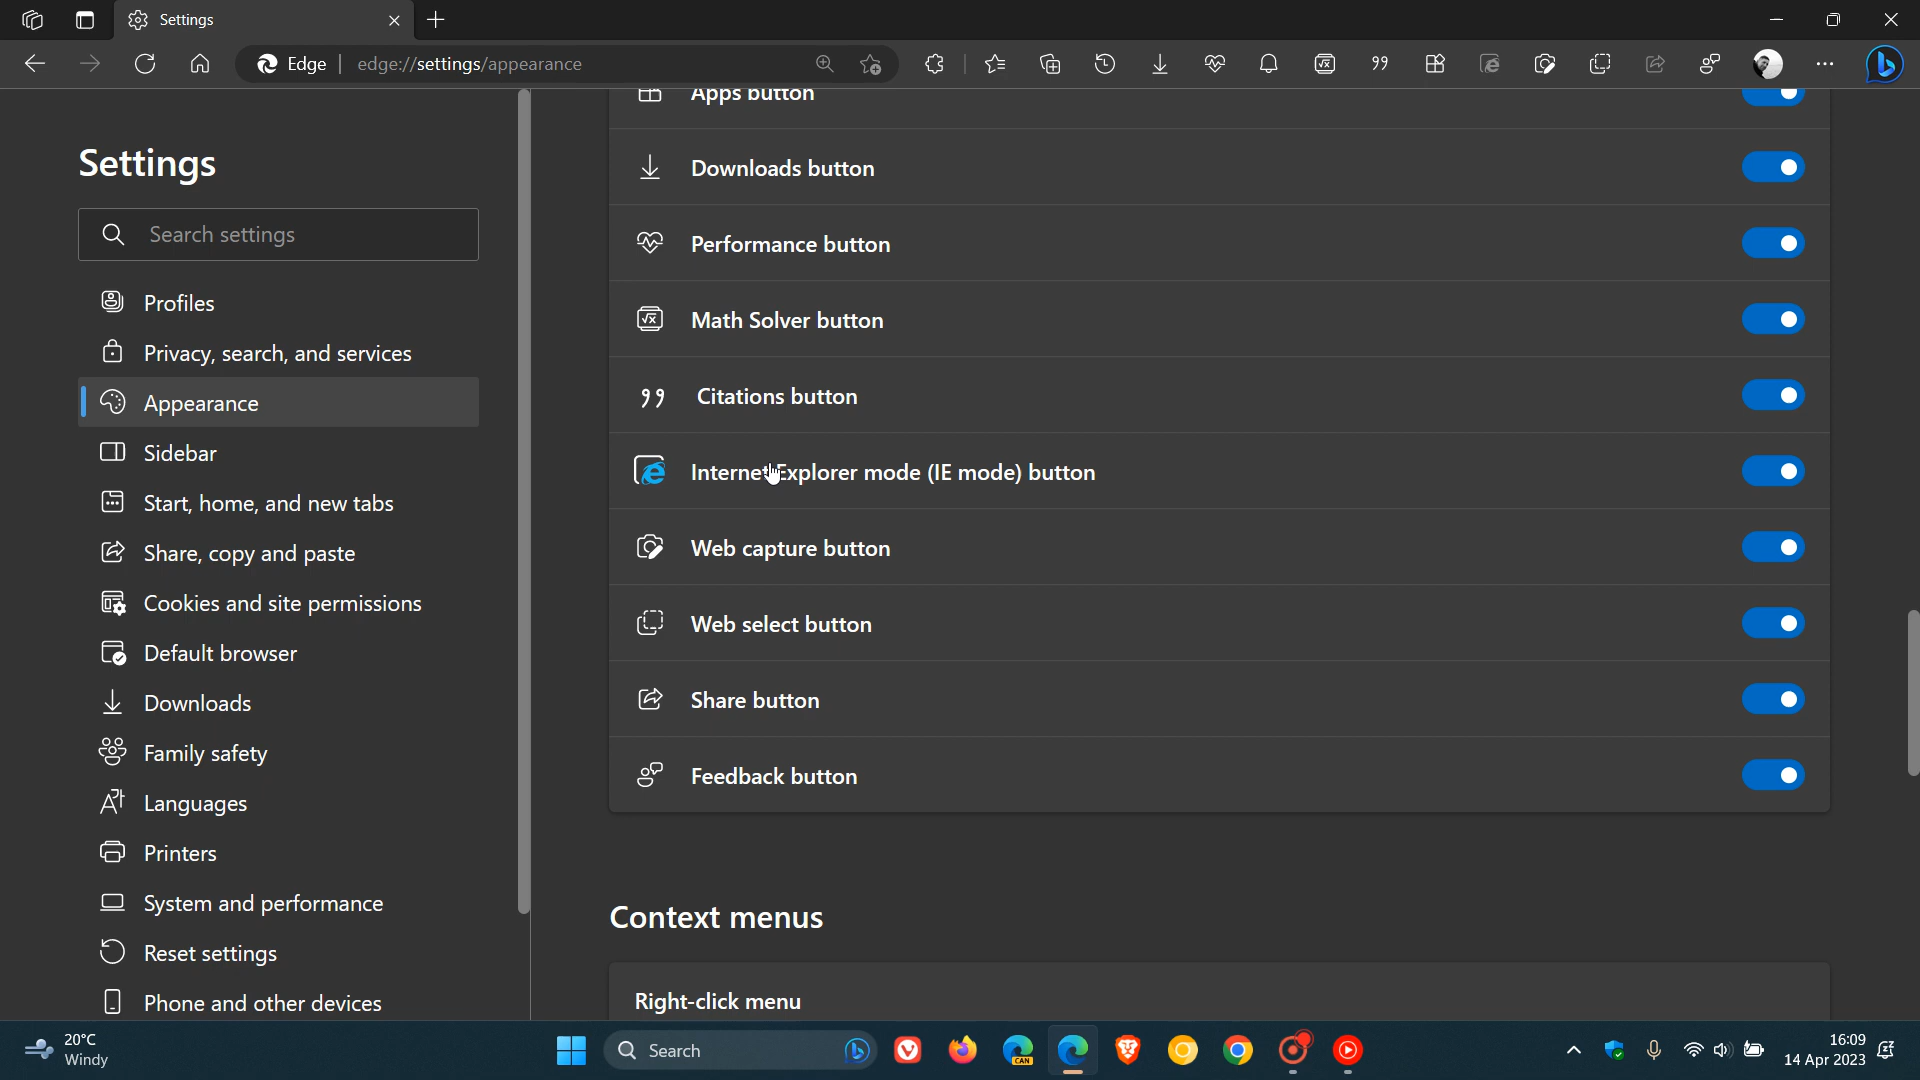 Settings
Edge
edge://settings/appearance
Settings
Search settings
Profiles
Privacy, search, and services
Appearance
Sidebar
Start, home, and new tabs
Share, copy and paste
Cookies and site permissions
Default browser
Downloads
Family safety
Languages
Printers
System and performance
Reset settings
Phone and other devices
Apps button
Downloads button
Performance button
Math Solver button
Citations button
Internet Explorer mode (IE mode) button
Web capture button
Web select button
Share button
Feedback button
Context menus
Right-click menu
20°C
Windy
Search
CAN
16:09
14 Apr 2023